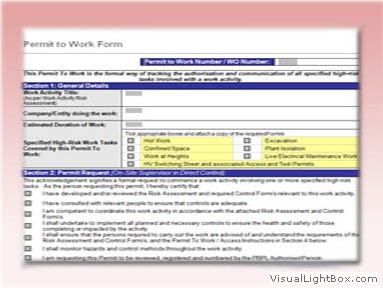 Permit to Work Form
Permit to Work Number / WO Number:
This Permit To Work is the formal way of tracking the authorisation and communication of all specified high-risk
tasks involved with a work activity.
Section 1: General Details
Work Activity Title:
(As per Work Activity Risk
Assessment)
Company/Entity doing the work:
Estimated Duration of Work:
Tick appropriate boxes and attach a copy of the required Forms
Specified High-Risk Work Tasks
Covered by this Permit To
Work:
Hot Work
Excavation
Confined Space
Plant Isolation
Work at Heights
Live/Electrical Maintenance Work
HV Switching Sheet and associated Access and Test Permits
Section 2: Permit Request (On-Site Supervisor in Direct Control)
This acknowledgement signifies a formal request to commence a work activity involving one or more specified high-risk
tasks. As the person requesting this permit, I hereby certify that:
I have developed and/or reviewed the Risk Assessment and required Control Forms relevant to this work activity.
I have consulted with relevant people to ensure that controls are adequate
I am competent to coordinate this work activity in accordance with the attached Risk Assessment and Control
Forms.
I shall undertake to implement all planned and necessary controls to ensure the health and safety of those
completing or impacted by the activity.
I shall ensure that the persons required to carry out the work are advised of and understand the requirements of the
Risk Assessment and Control Forms, and the Permit To Work / Access Instructions in Section 4 below
I shall monitor hazards and control methods throughout the work activity.
I am requesting this Permit to be reviewed, registered and numbered by the PBPL Authorised Person.
VisualLightBox.com